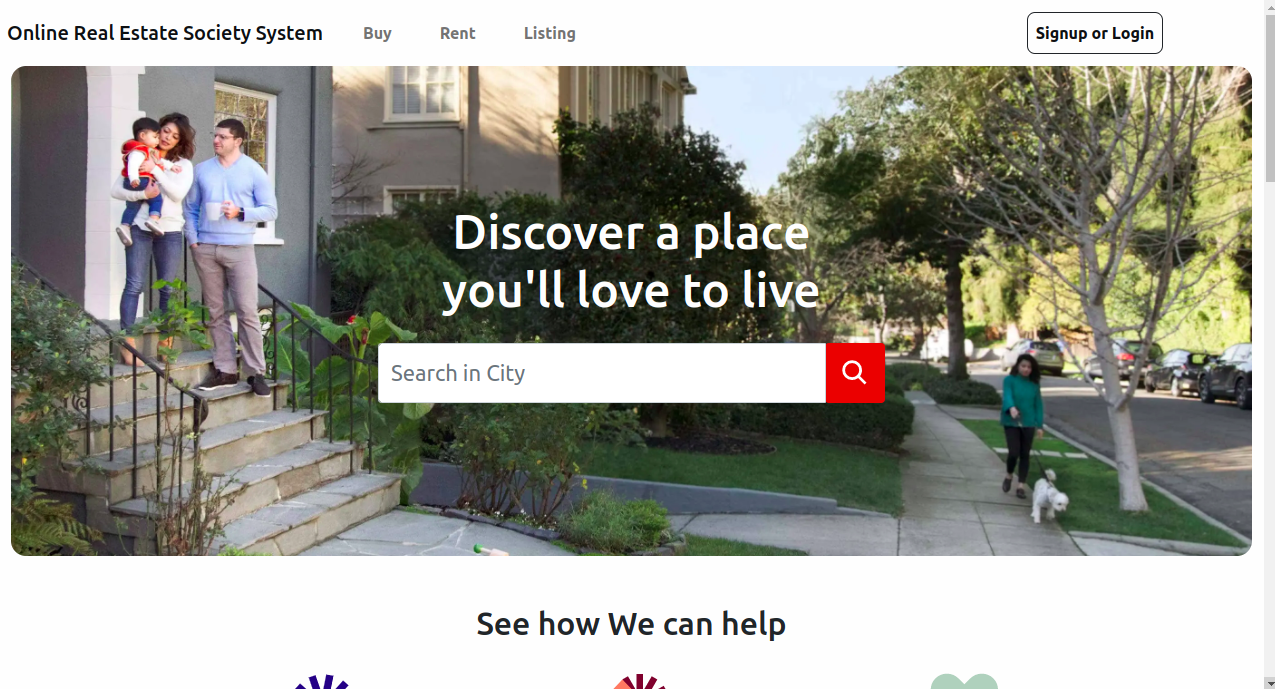 Online Real Estate Society System Buy Rent Listing Signup or Login
Discover a place
you'll love to live
Search in City
See how We can help